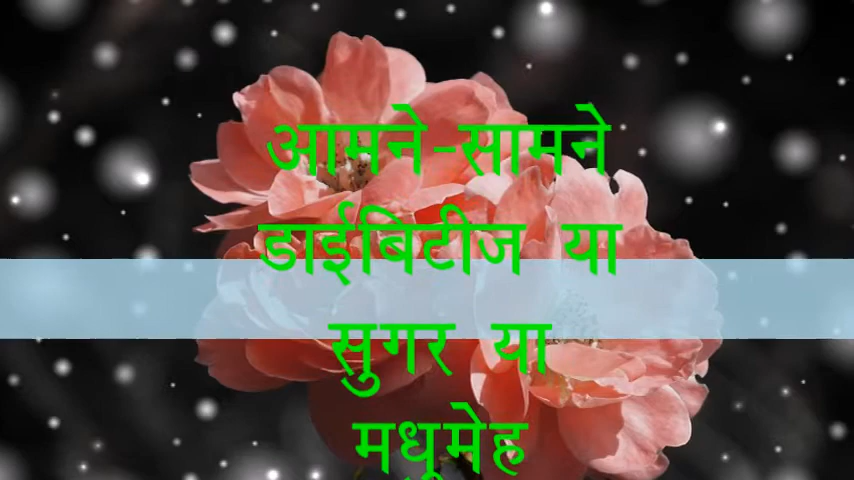 आमने-सामने
डाईबिटीज या
सुगर या
मधुमेह